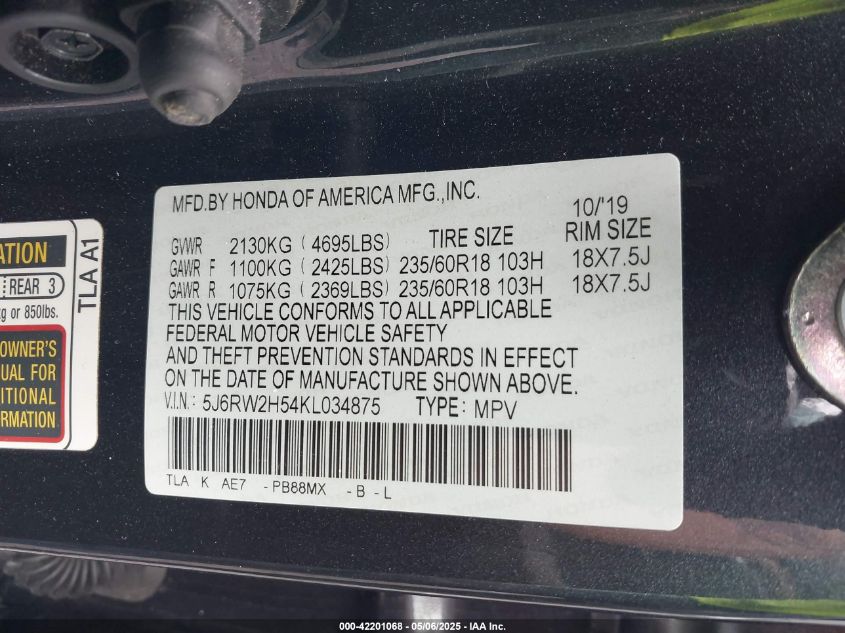 MFD.BY HONDA OF AMERICA MFG.,INC.
10/'19
GVWR 2130KG ( 4695LBS) TIRE SIZE RIM SIZE
GAWR F 1100KG ( 2425LBS) 235/60R18 103H 18X7.5J
GAWR R 1075KG ( 2369LBS) 235/60R18 103H 18X7.5J
THIS VEHICLE CONFORMS TO ALL APPLICABLE
FEDERAL MOTOR VEHICLE SAFETY
AND THEFT PREVENTION STANDARDS IN EFFECT
ON THE DATE OF MANUFACTURE SHOWN ABOVE.
V.I.N.: 5J6RW2H54KL034875 TYPE: MPV
TLA K AE7 -PB88MX -B -L
ATION
REAR 3
kg or 850lbs.
OWNER'S
UAL FOR
ITIONAL
ORMATION
TLA A1
000-42201068 - 05/06/2025 - IAA Inc.